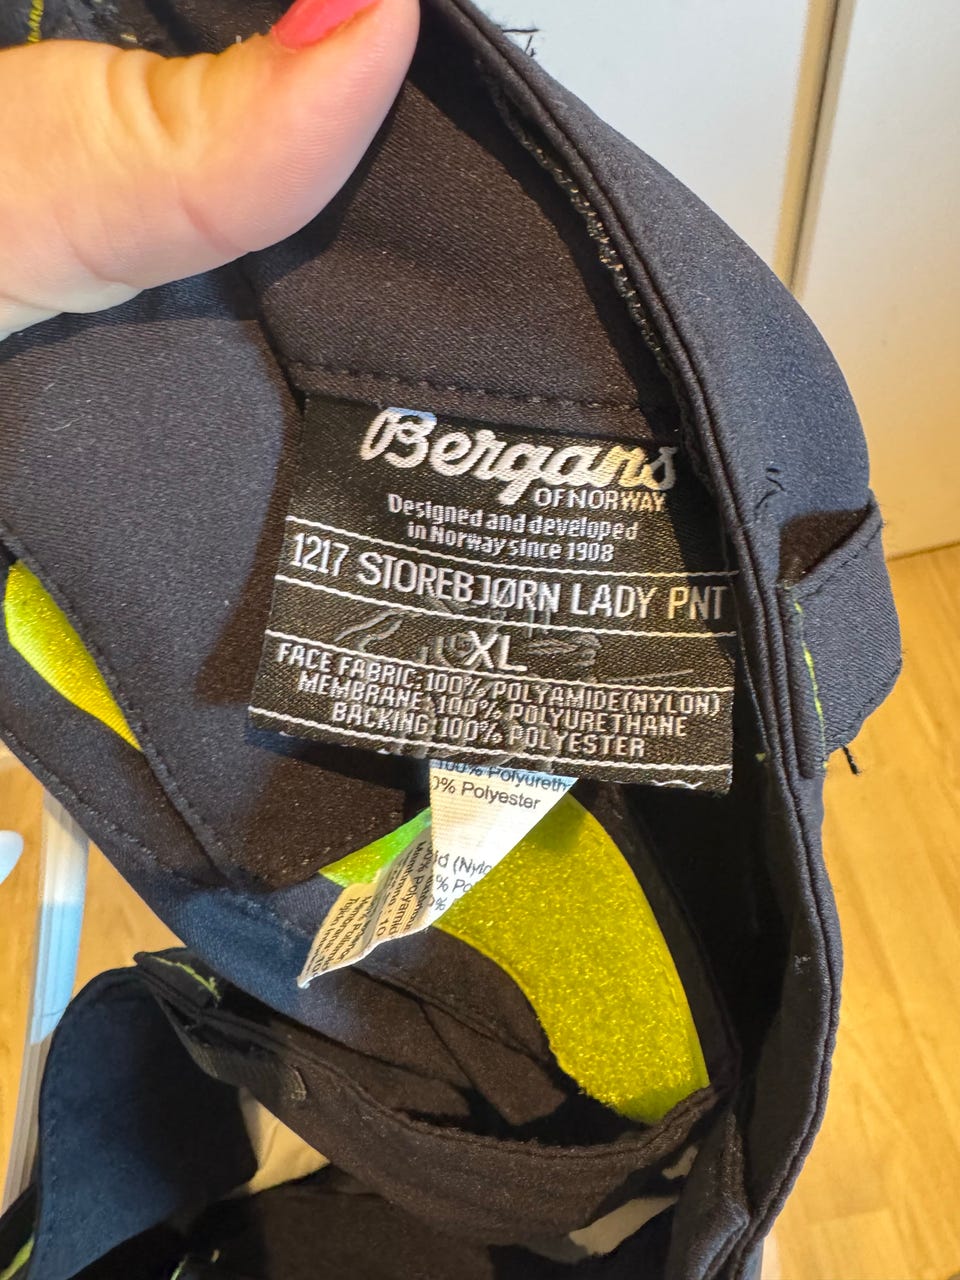 Bergans
OF NORWAY
Designed and developed
in Norway since 1908
1217 STOREBJØRN LADY PNT
XL
FACE FABRIC:100% POLYAMIDE(NYLON)
MEMBRANE:100% POLYURETHANE
BACKING:100% POLYESTER
100% Polyureth
0% Polyester